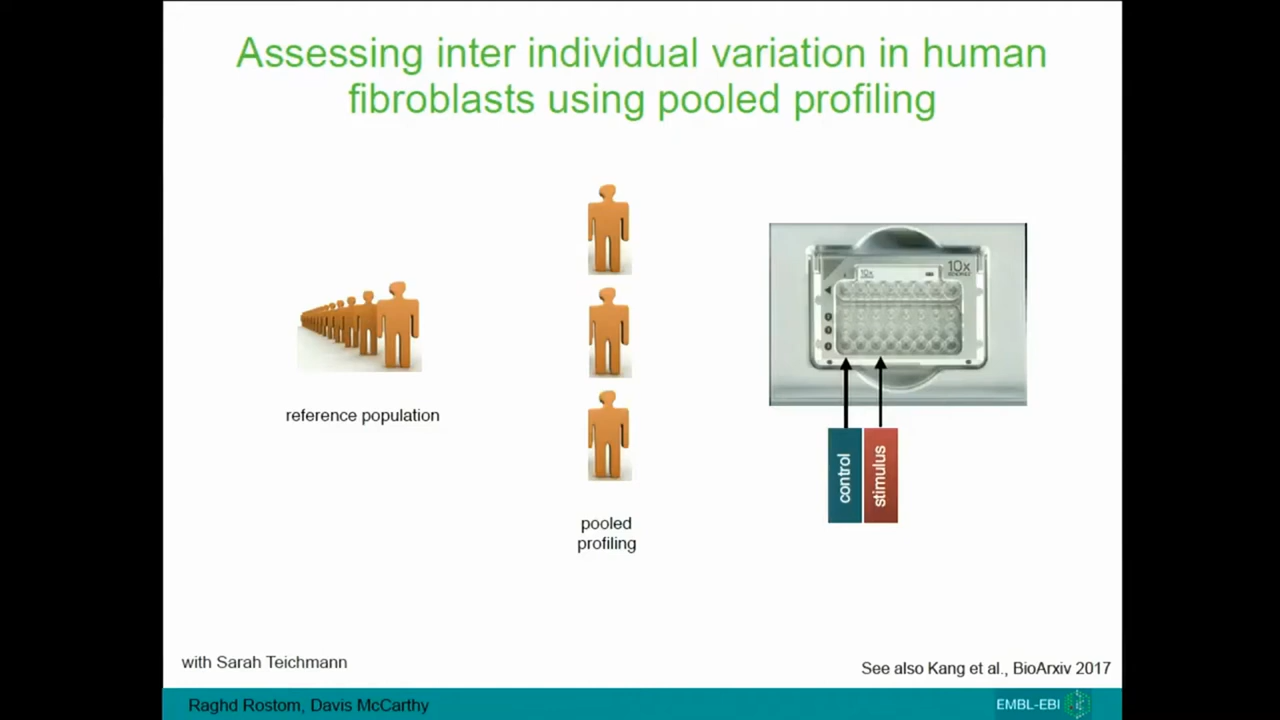 Assessing inter individual variation in human
fibroblasts using pooled profiling
10x
10x
reference population
control
stimulus
pooled
profiling
with Sarah Teichmann
See also Kang et al., BioArxiv 2017
Raghd Rostom, Davis McCarthy
EMBL-EBI